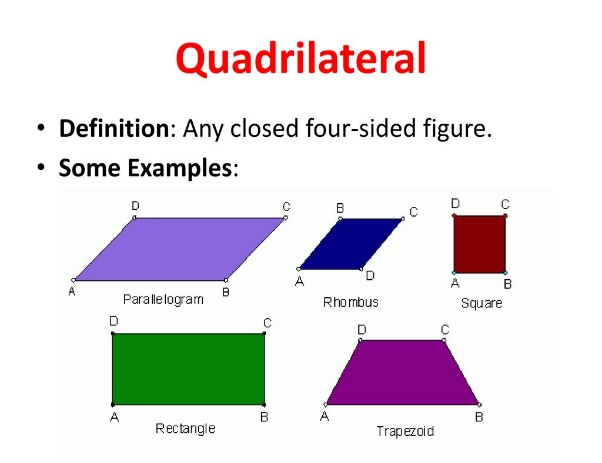 Quadrilateral
• Definition: Any closed four-sided figure.
• Some Examples:
D C
A B
Parallelogram
B C
A D
Rhombus
D C
A B
Square
D C
A B
Rectangle
D C
A B
Trapezoid